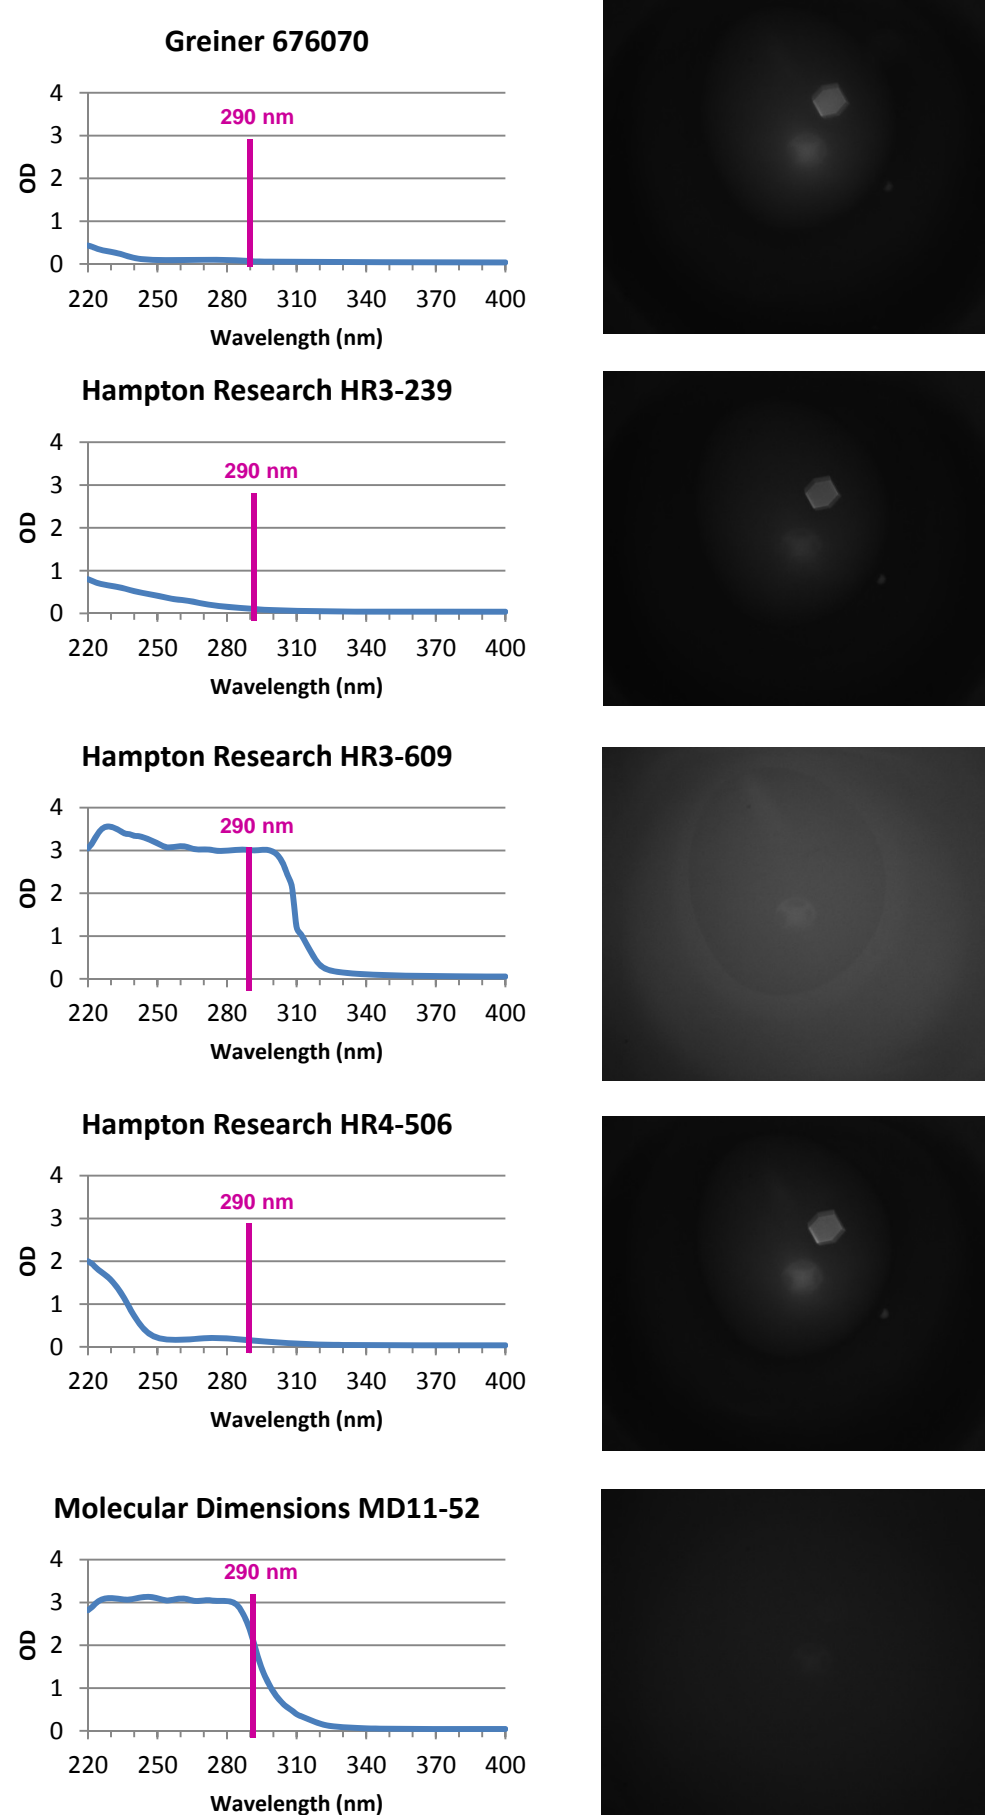 Greiner 676070
4
290 nm
3
OD
2
1
0
220 250 280 310 340 370 400
Wavelength (nm)
Hampton Research HR3-239
4
290 nm
3
OD
2
1
0
220 250 280 310 340 370 400
Wavelength (nm)
Hampton Research HR3-609
4
290 nm
3
OD
2
1
0
220 250 280 310 340 370 400
Wavelength (nm)
Hampton Research HR4-506
4
290 nm
3
OD
2
1
0
220 250 280 310 340 370 400
Wavelength (nm)
Molecular Dimensions MD11-52
4
290 nm
3
OD
2
1
0
220 250 280 310 340 370 400
Wavelength (nm)